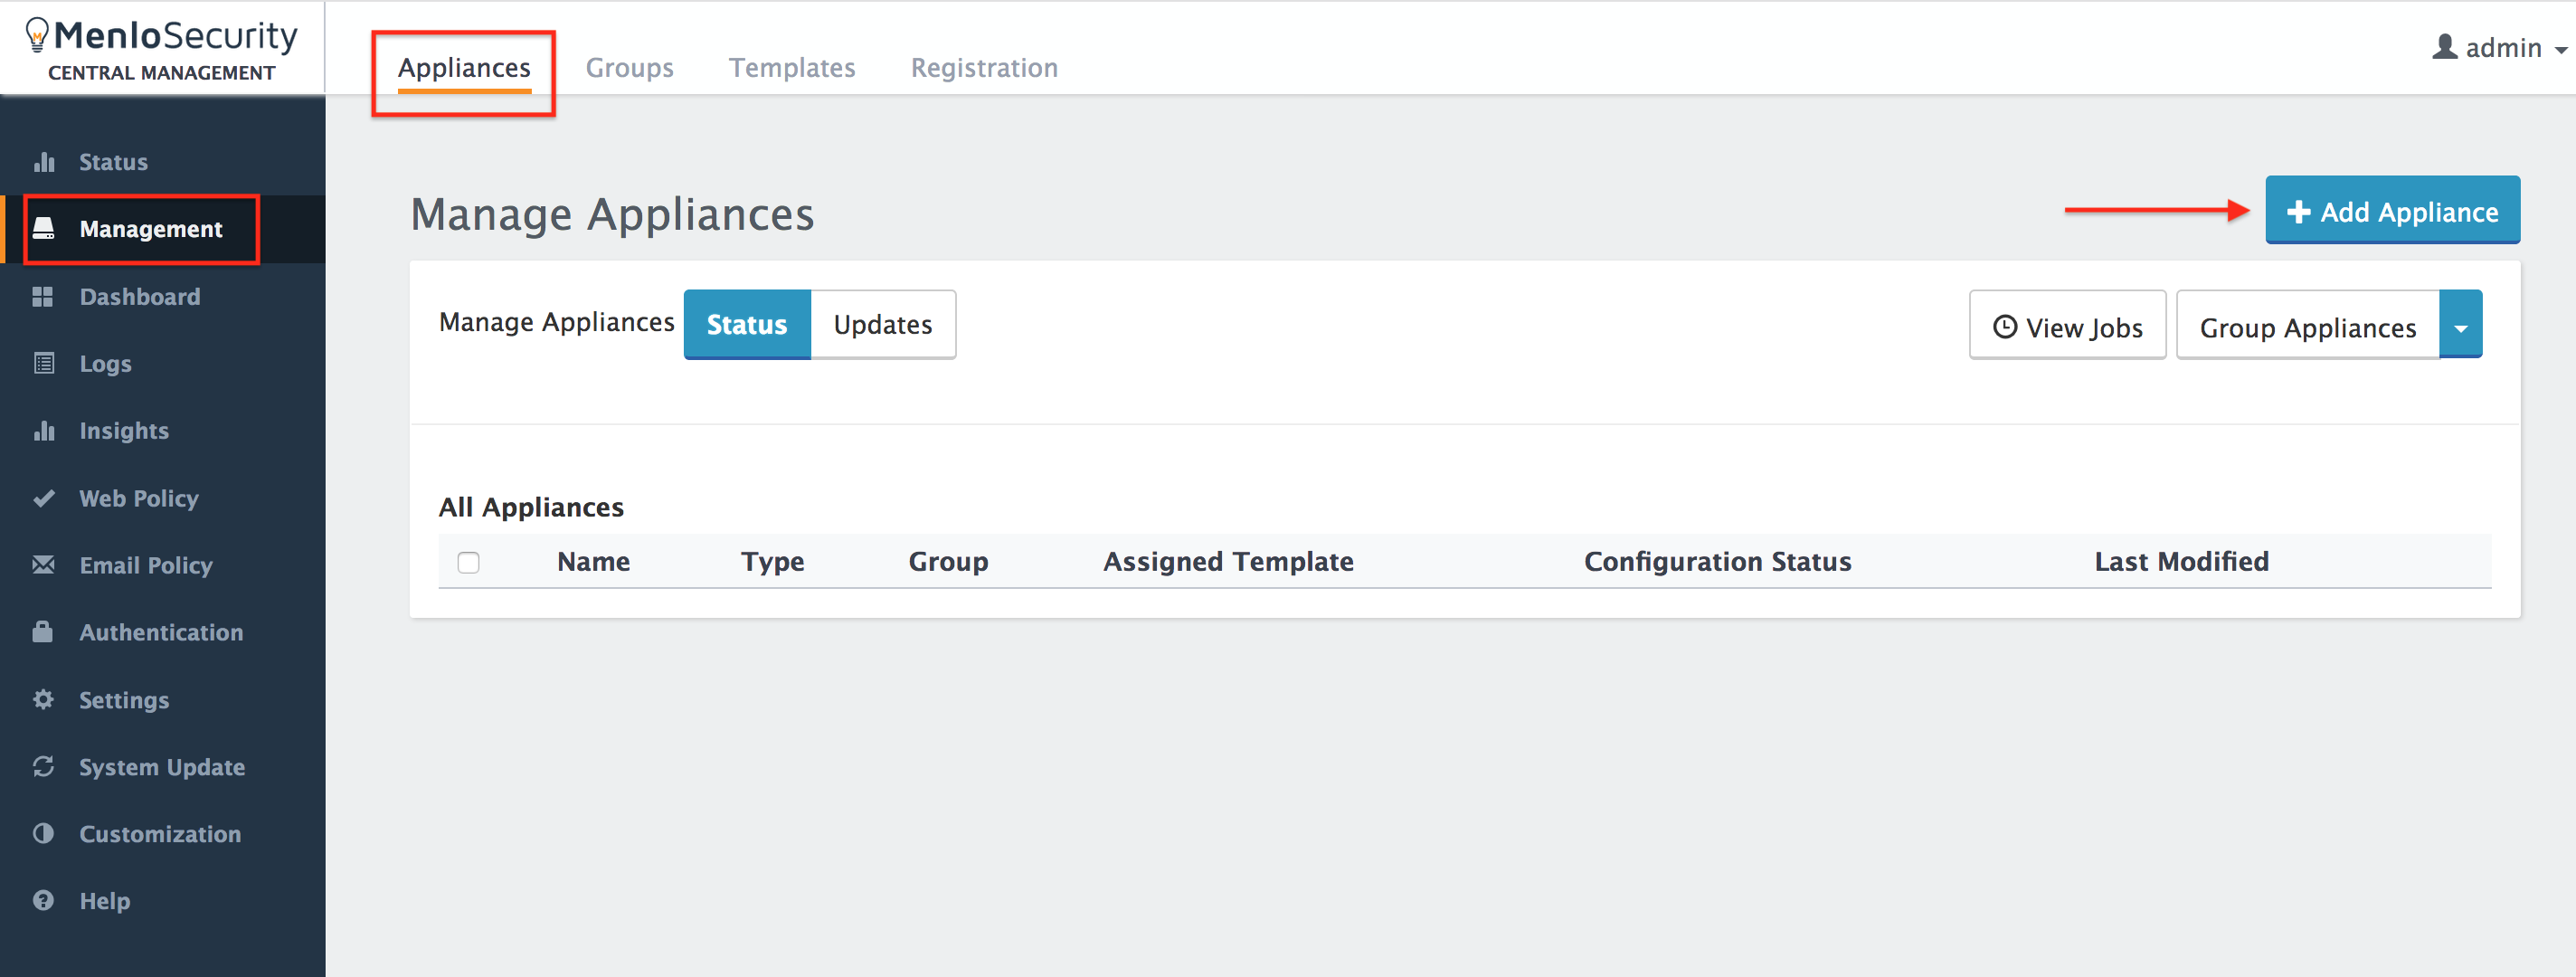 MenloSecurity
CENTRAL MANAGEMENT
Appliances Groups Templates Registration
admin
Status
Management
Dashboard
Logs
Insights
Web Policy
Email Policy
Authentication
Settings
System Update
Customization
Help
Manage Appliances
Add Appliance
Manage Appliances Status Updates
View Jobs Group Appliances
All Appliances
Name Type Group Assigned Template Configuration Status Last Modified